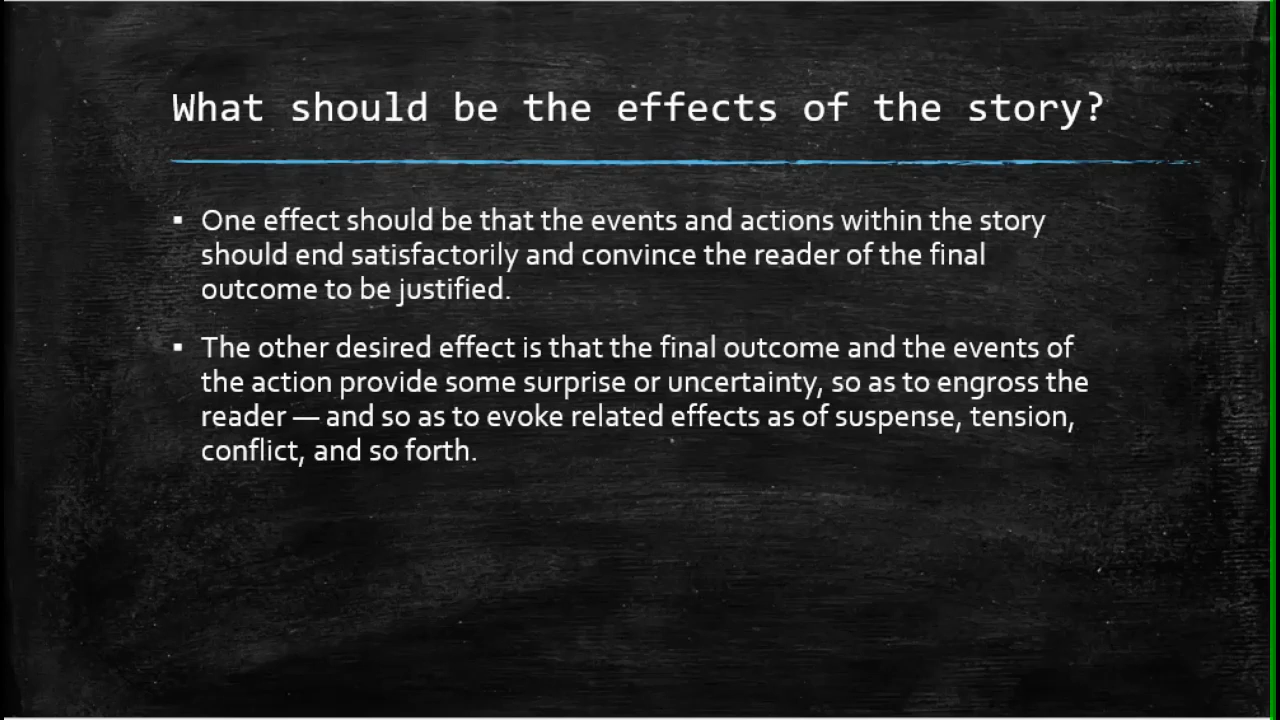 What should be the effects of the story?
▪ One effect should be that the events and actions within the story
should end satisfactorily and convince the reader of the final
outcome to be justified.
▪ The other desired effect is that the final outcome and the events of
the action provide some surprise or uncertainty, so as to engross the
reader — and so as to evoke related effects as of suspense, tension,
conflict, and so forth.